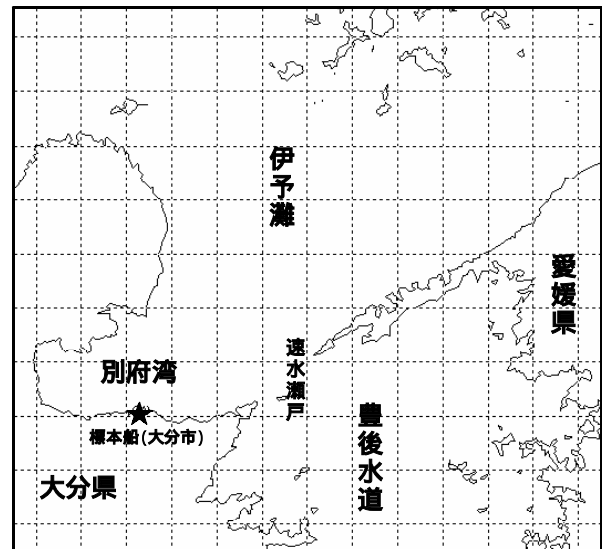 伊予灘
愛媛県
速水瀬戸
別府湾
豊後水道
標本船(大分市)
大分県